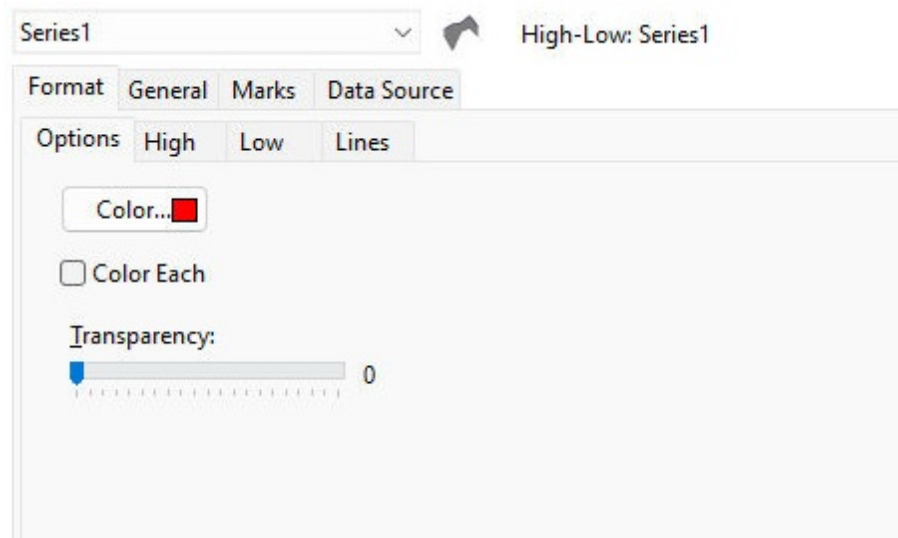 Series1 High-Low: Series1
Format General Marks Data Source
Options High Low Lines
Color...
Color Each
Transparency:
0